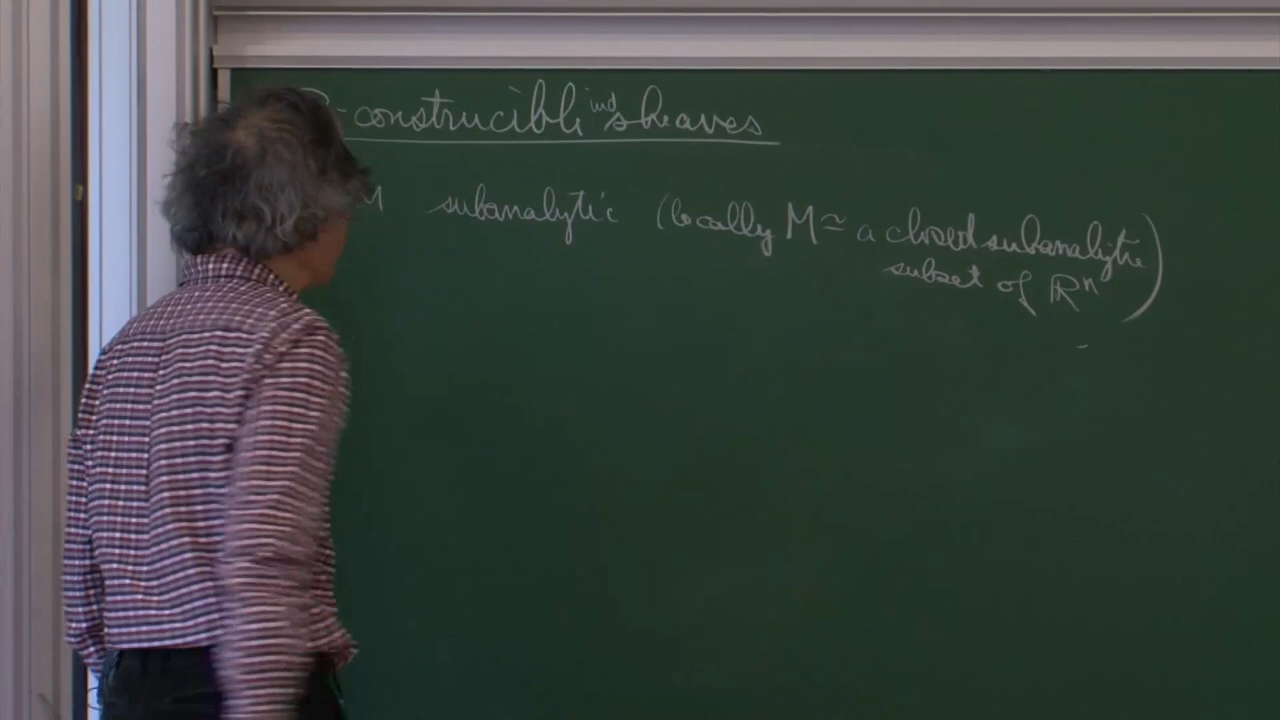 R-constructible ind sheaves
M subanalytic (locally M ≃ a closed subanalytic
subset of ℝⁿ)